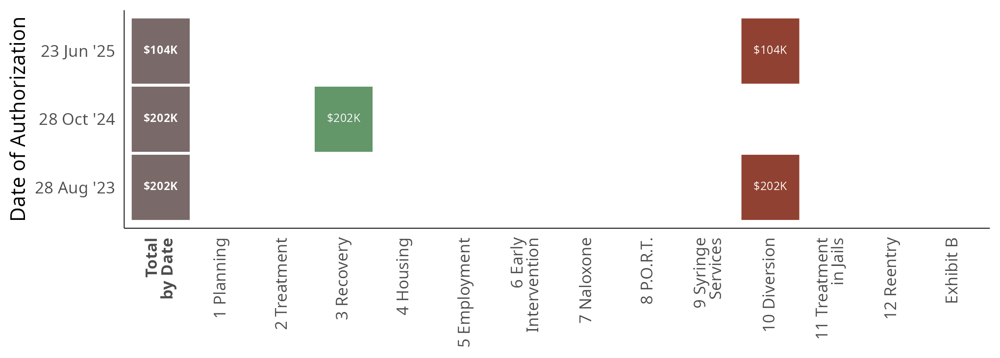 Date of Authorization
23 Jun '25
$104K
$104K
28 Oct '24
$202K
$202K
28 Aug '23
$202K
$202K
Total
by Date
1 Planning
2 Treatment
3 Recovery
4 Housing
5 Employment
6 Early
Intervention
7 Naloxone
8 P.O.R.T.
9 Syringe
Services
10 Diversion
11 Treatment
in Jails
12 Reentry
Exhibit B